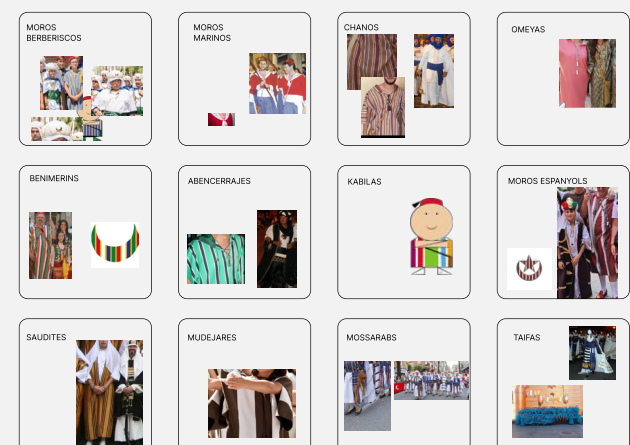 MOROS
BERBERISCOS
MOROS
MARINOS
CHANOS
OMEYAS
BENIMERINS
ABENCERRAJES
KABILAS
MOROS ESPANYOLS
SAUDITES
MUDEJARES
MOSSARABS
TAIFAS